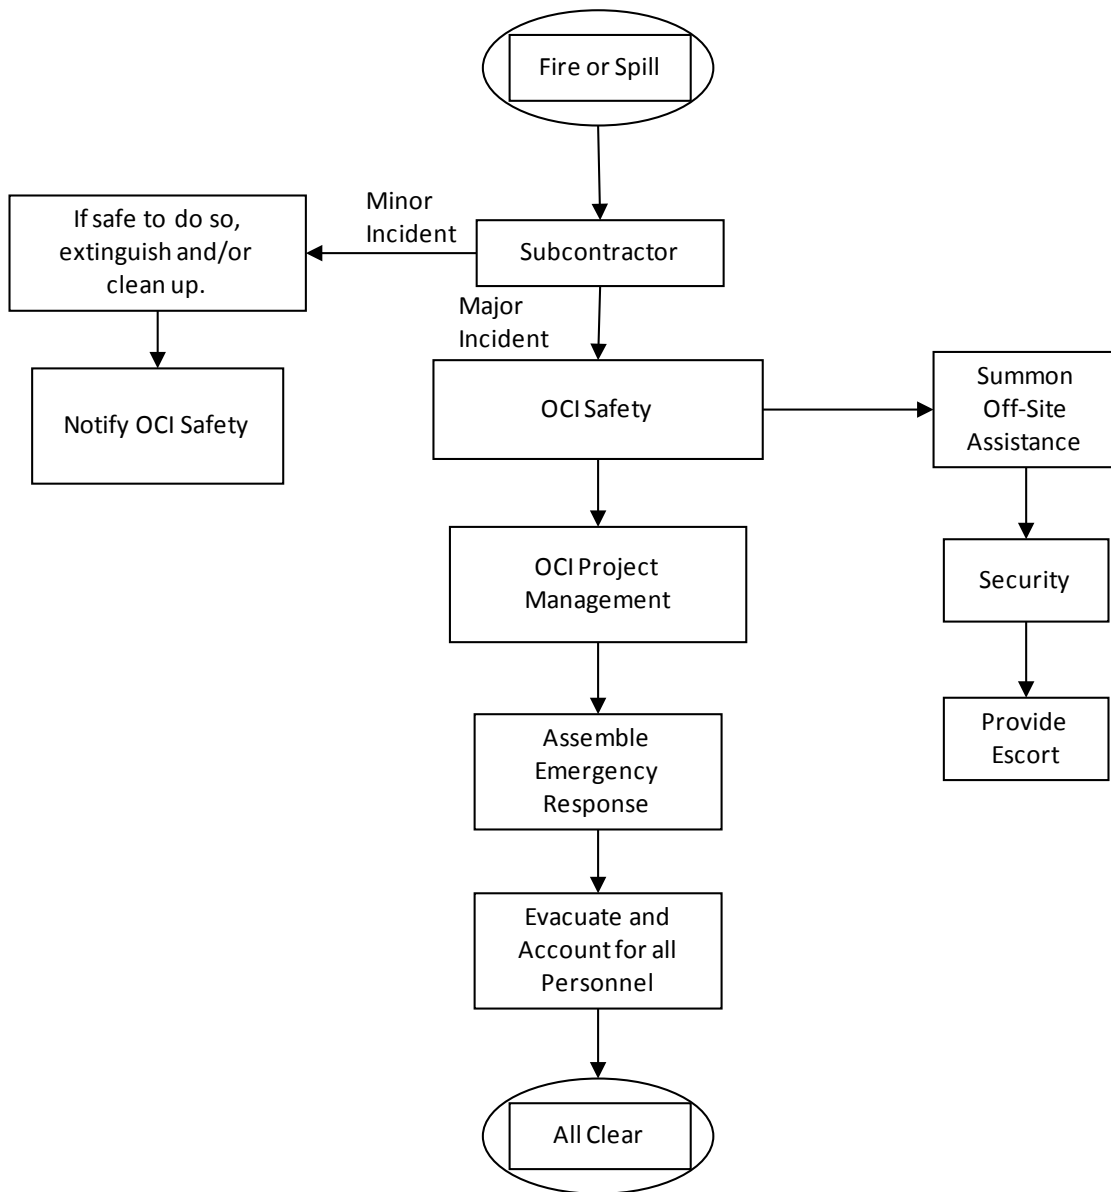 Fire or Spill
Minor
Incident
If safe to do so,
extinguish and/or
clean up.
Subcontractor
Major
Incident
Notify OCI Safety
OCI Safety
Summon
Off-Site
Assistance
OCI Project
Management
Security
Assemble
Emergency
Response
Provide
Escort
Evacuate and
Account for all
Personnel
All Clear